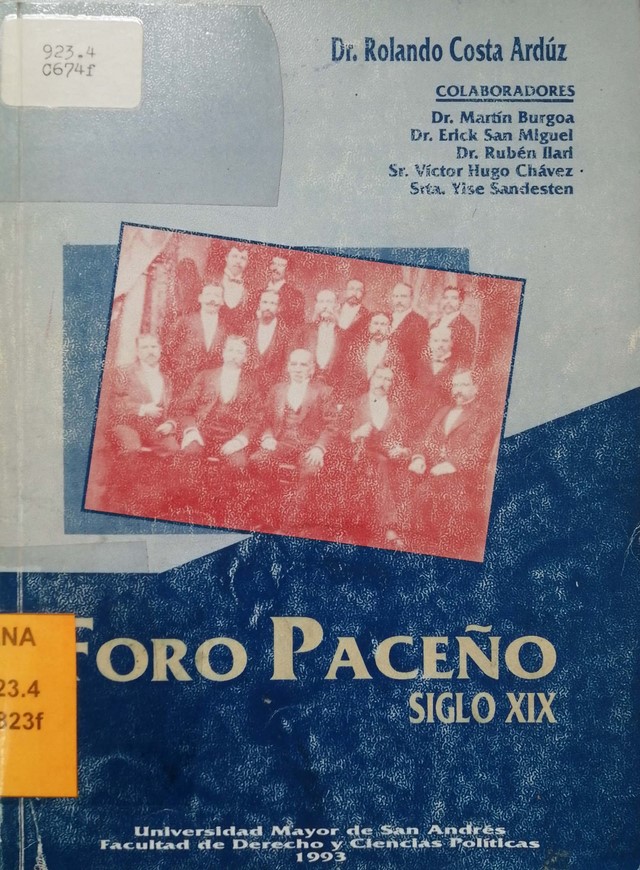 923.4
C674f
Dr. Rolando Costa Ardúz
COLABORADORES
Dr. Martín Burgoa
Dr. Erick San Miguel
Dr. Rubén Ilari
Sr. Víctor Hugo Chávez
Srta. Yise Sandesten
FORO PACEÑO
SIGLO XIX
NA
23.4
823f
Universidad Mayor de San Andrés
Facultad de Derecho y Ciencias Políticas
1993